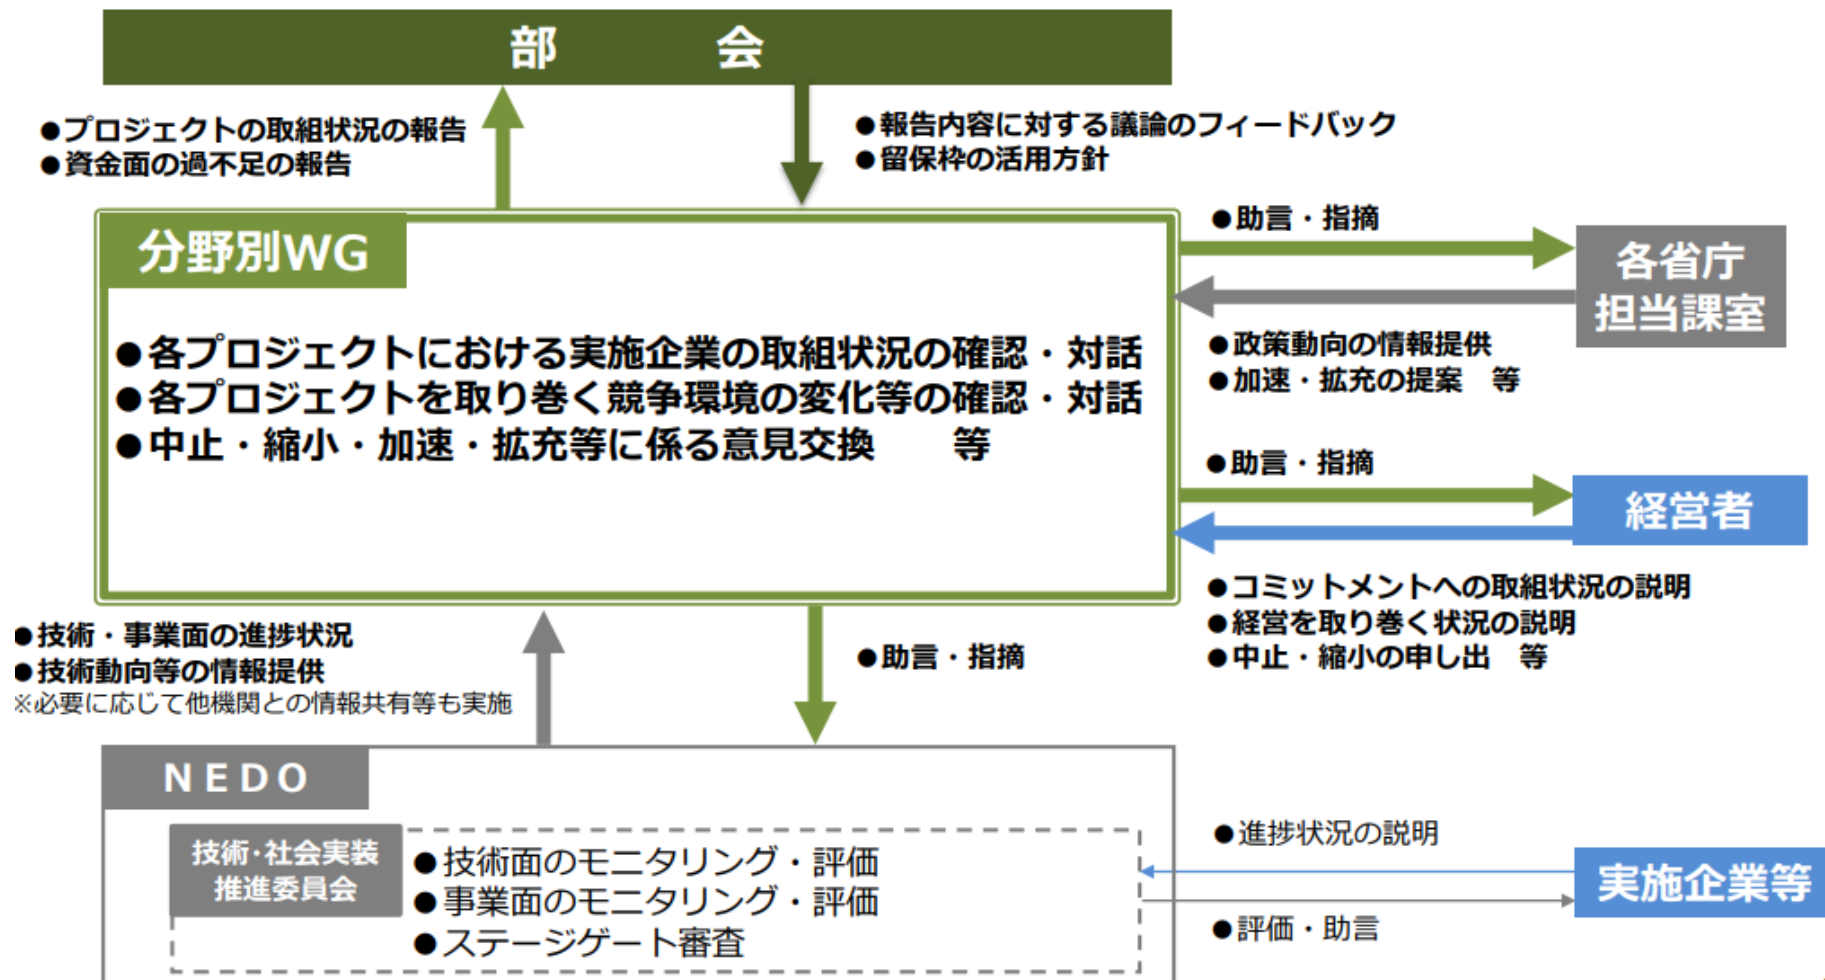 部　会
●プロジェクトの取組状況の報告
●資金面の過不足の報告
●報告内容に対する議論のフィードバック
●留保枠の活用方針
分野別WG
●各プロジェクトにおける実施企業の取組状況の確認・対話
●各プロジェクトを取り巻く競争環境の変化等の確認・対話
●中止・縮小・加速・拡充等に係る意見交換　等
●助言・指摘
各省庁
担当課室
●政策動向の情報提供
●加速・拡充の提案　等
●助言・指摘
経営者
●コミットメントへの取組状況の説明
●経営を取り巻く状況の説明
●中止・縮小の申し出　等
●技術・事業面の進捗状況
●技術動向等の情報提供
※必要に応じて他機関との情報共有等も実施
●助言・指摘
NEDO
技術・社会実装
推進委員会
●技術面のモニタリング・評価
●事業面のモニタリング・評価
●ステージゲート審査
●進捗状況の説明
実施企業等
●評価・助言